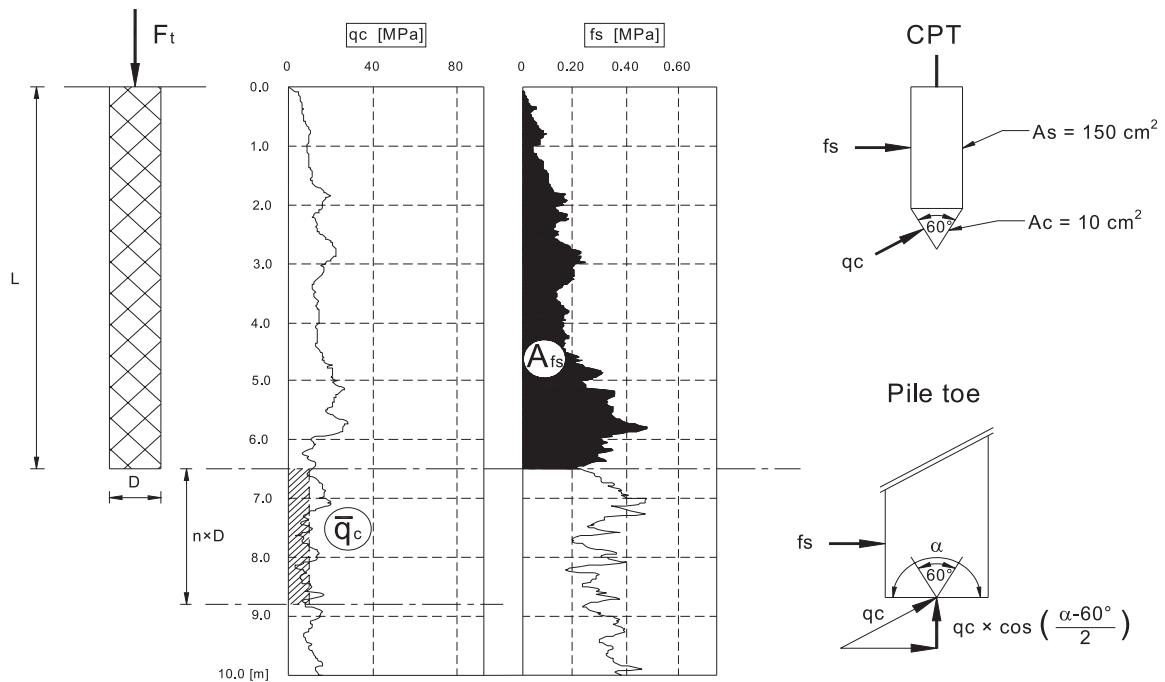 Ft
L
D
n×D
qc [MPa]
0 40 80
0.0
1.0
2.0
3.0
4.0
5.0
6.0
7.0
8.0
9.0
10.0 [m]
q̅c
fs [MPa]
0 0.20 0.40 0.60
Afs
CPT
fs
As = 150 cm²
60°
Ac = 10 cm²
qc
Pile toe
fs
α
60°
qc
qc × cos (α-60°/2)